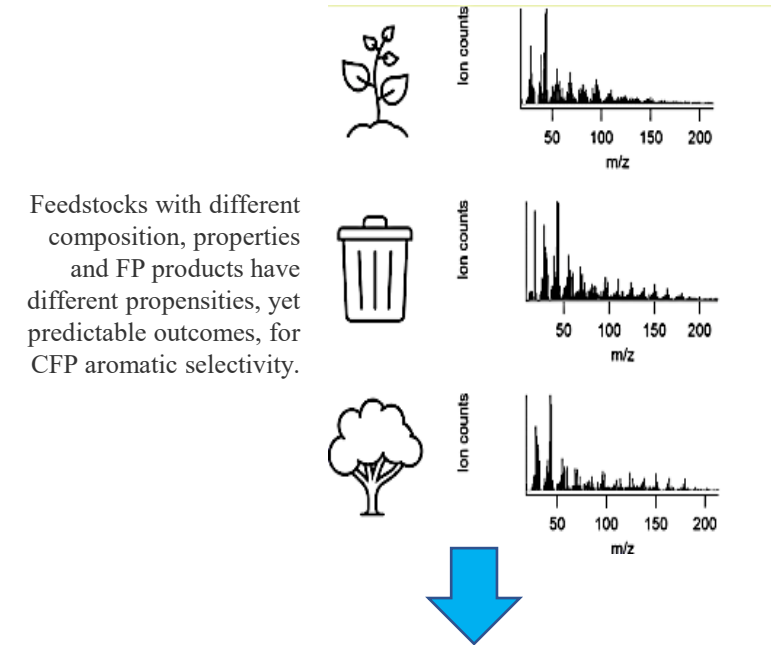 Ion counts
50 100 150 200
m/z
Feedstocks with different
composition, properties
and FP products have
different propensities, yet
predictable outcomes, for
CFP aromatic selectivity.
Ion counts
50 100 150 200
m/z
Ion counts
50 100 150 200
m/z